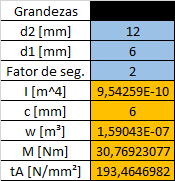 Grandezas
d2 [mm] 12
d1 [mm] 6
Fator de seg. 2
I [m^4] 9,54259E-10
c [mm] 6
w [m³] 1,59043E-07
M [Nm] 30,76923077
tA [N/mm²] 193,4646982